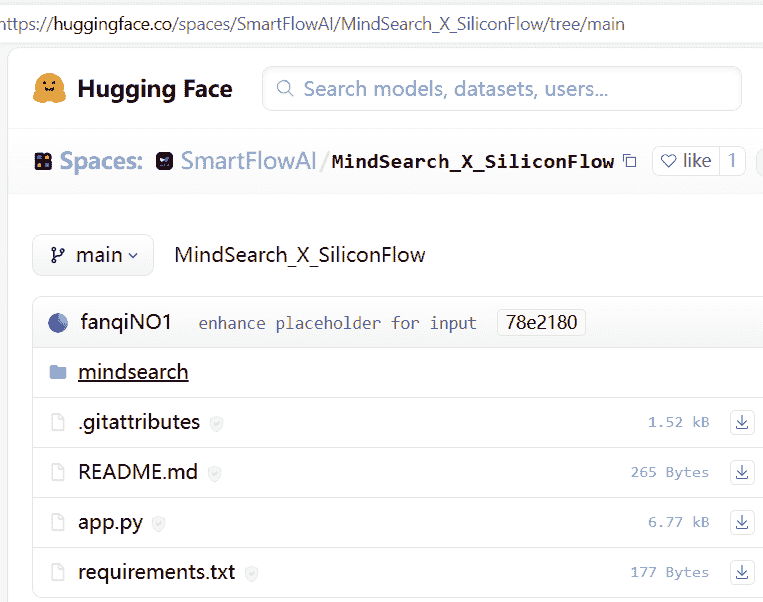 https://huggingface.co/spaces/SmartFlowAI/MindSearch_X_SiliconFlow/tree/main
Hugging Face Search models, datasets, users...
Spaces: SmartFlowAI/MindSearch_X_SiliconFlow like 1
main MindSearch_X_SiliconFlow
fanqiNO1 enhance placeholder for input 78e2180
mindsearch
.gitattributes 1.52 kB
README.md 265 Bytes
app.py 6.77 kB
requirements.txt 177 Bytes